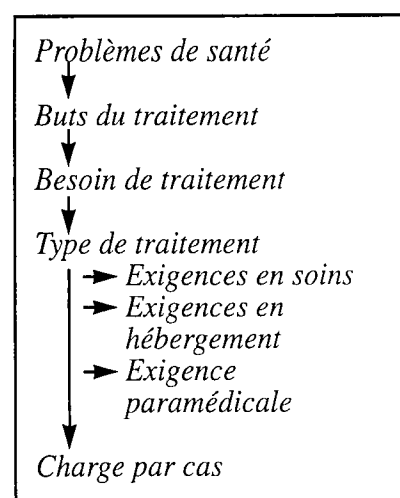 Problèmes de santé
Buts du traitement
Besoin de traitement
Type de traitement
Exigences en soins
Exigences en
hébergement
Exigence
paramédicale
Charge par cas